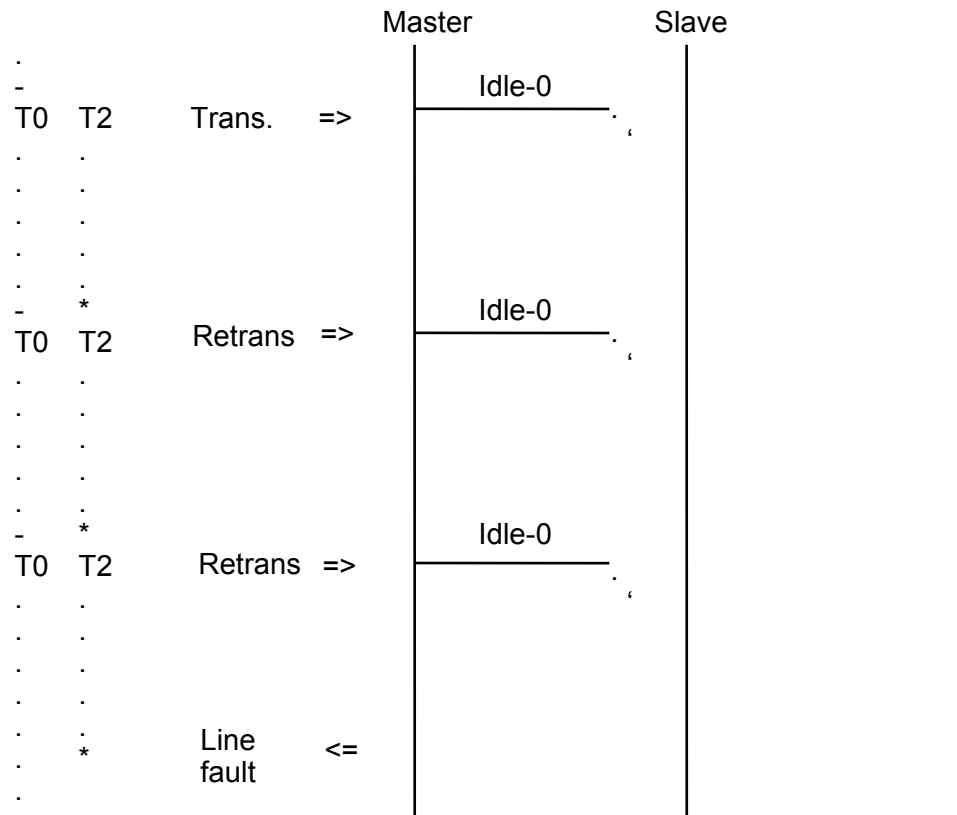 Master Slave
.
-
Idle-0
T0 T2 Trans. => . ‘
. .
. .
. .
. .
. .
- *
Idle-0
T0 T2 Retrans => . ‘
. .
. .
. .
. .
. .
- *
Idle-0
T0 T2 Retrans => . ‘
. .
. .
. .
. .
. .
* Line <=
. fault
.